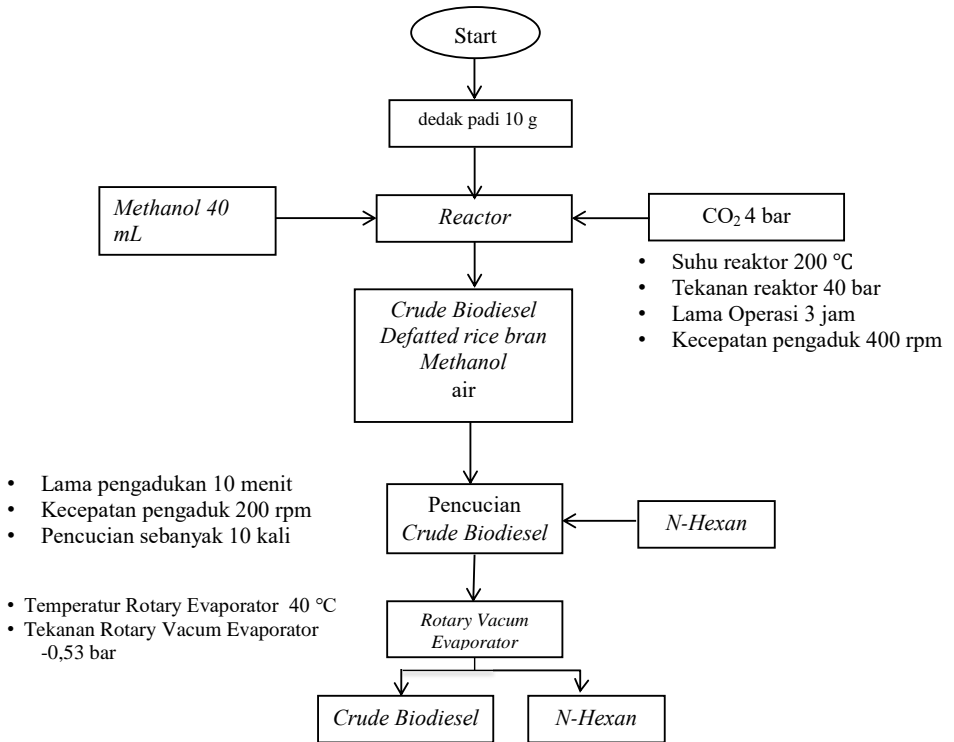 Start
dedak padi 10 g
Methanol 40
mL
Reactor
CO₂ 4 bar
• Suhu reaktor 200 °C
• Tekanan reaktor 40 bar
• Lama Operasi 3 jam
• Kecepatan pengaduk 400 rpm
Crude Biodiesel
Defatted rice bran
Methanol
air
• Lama pengadukan 10 menit
• Kecepatan pengaduk 200 rpm
• Pencucian sebanyak 10 kali
Pencucian
Crude Biodiesel
N-Hexan
• Temperatur Rotary Evaporator 40 °C
• Tekanan Rotary Vacum Evaporator
-0,53 bar
Rotary Vacum
Evaporator
Crude Biodiesel
N-Hexan